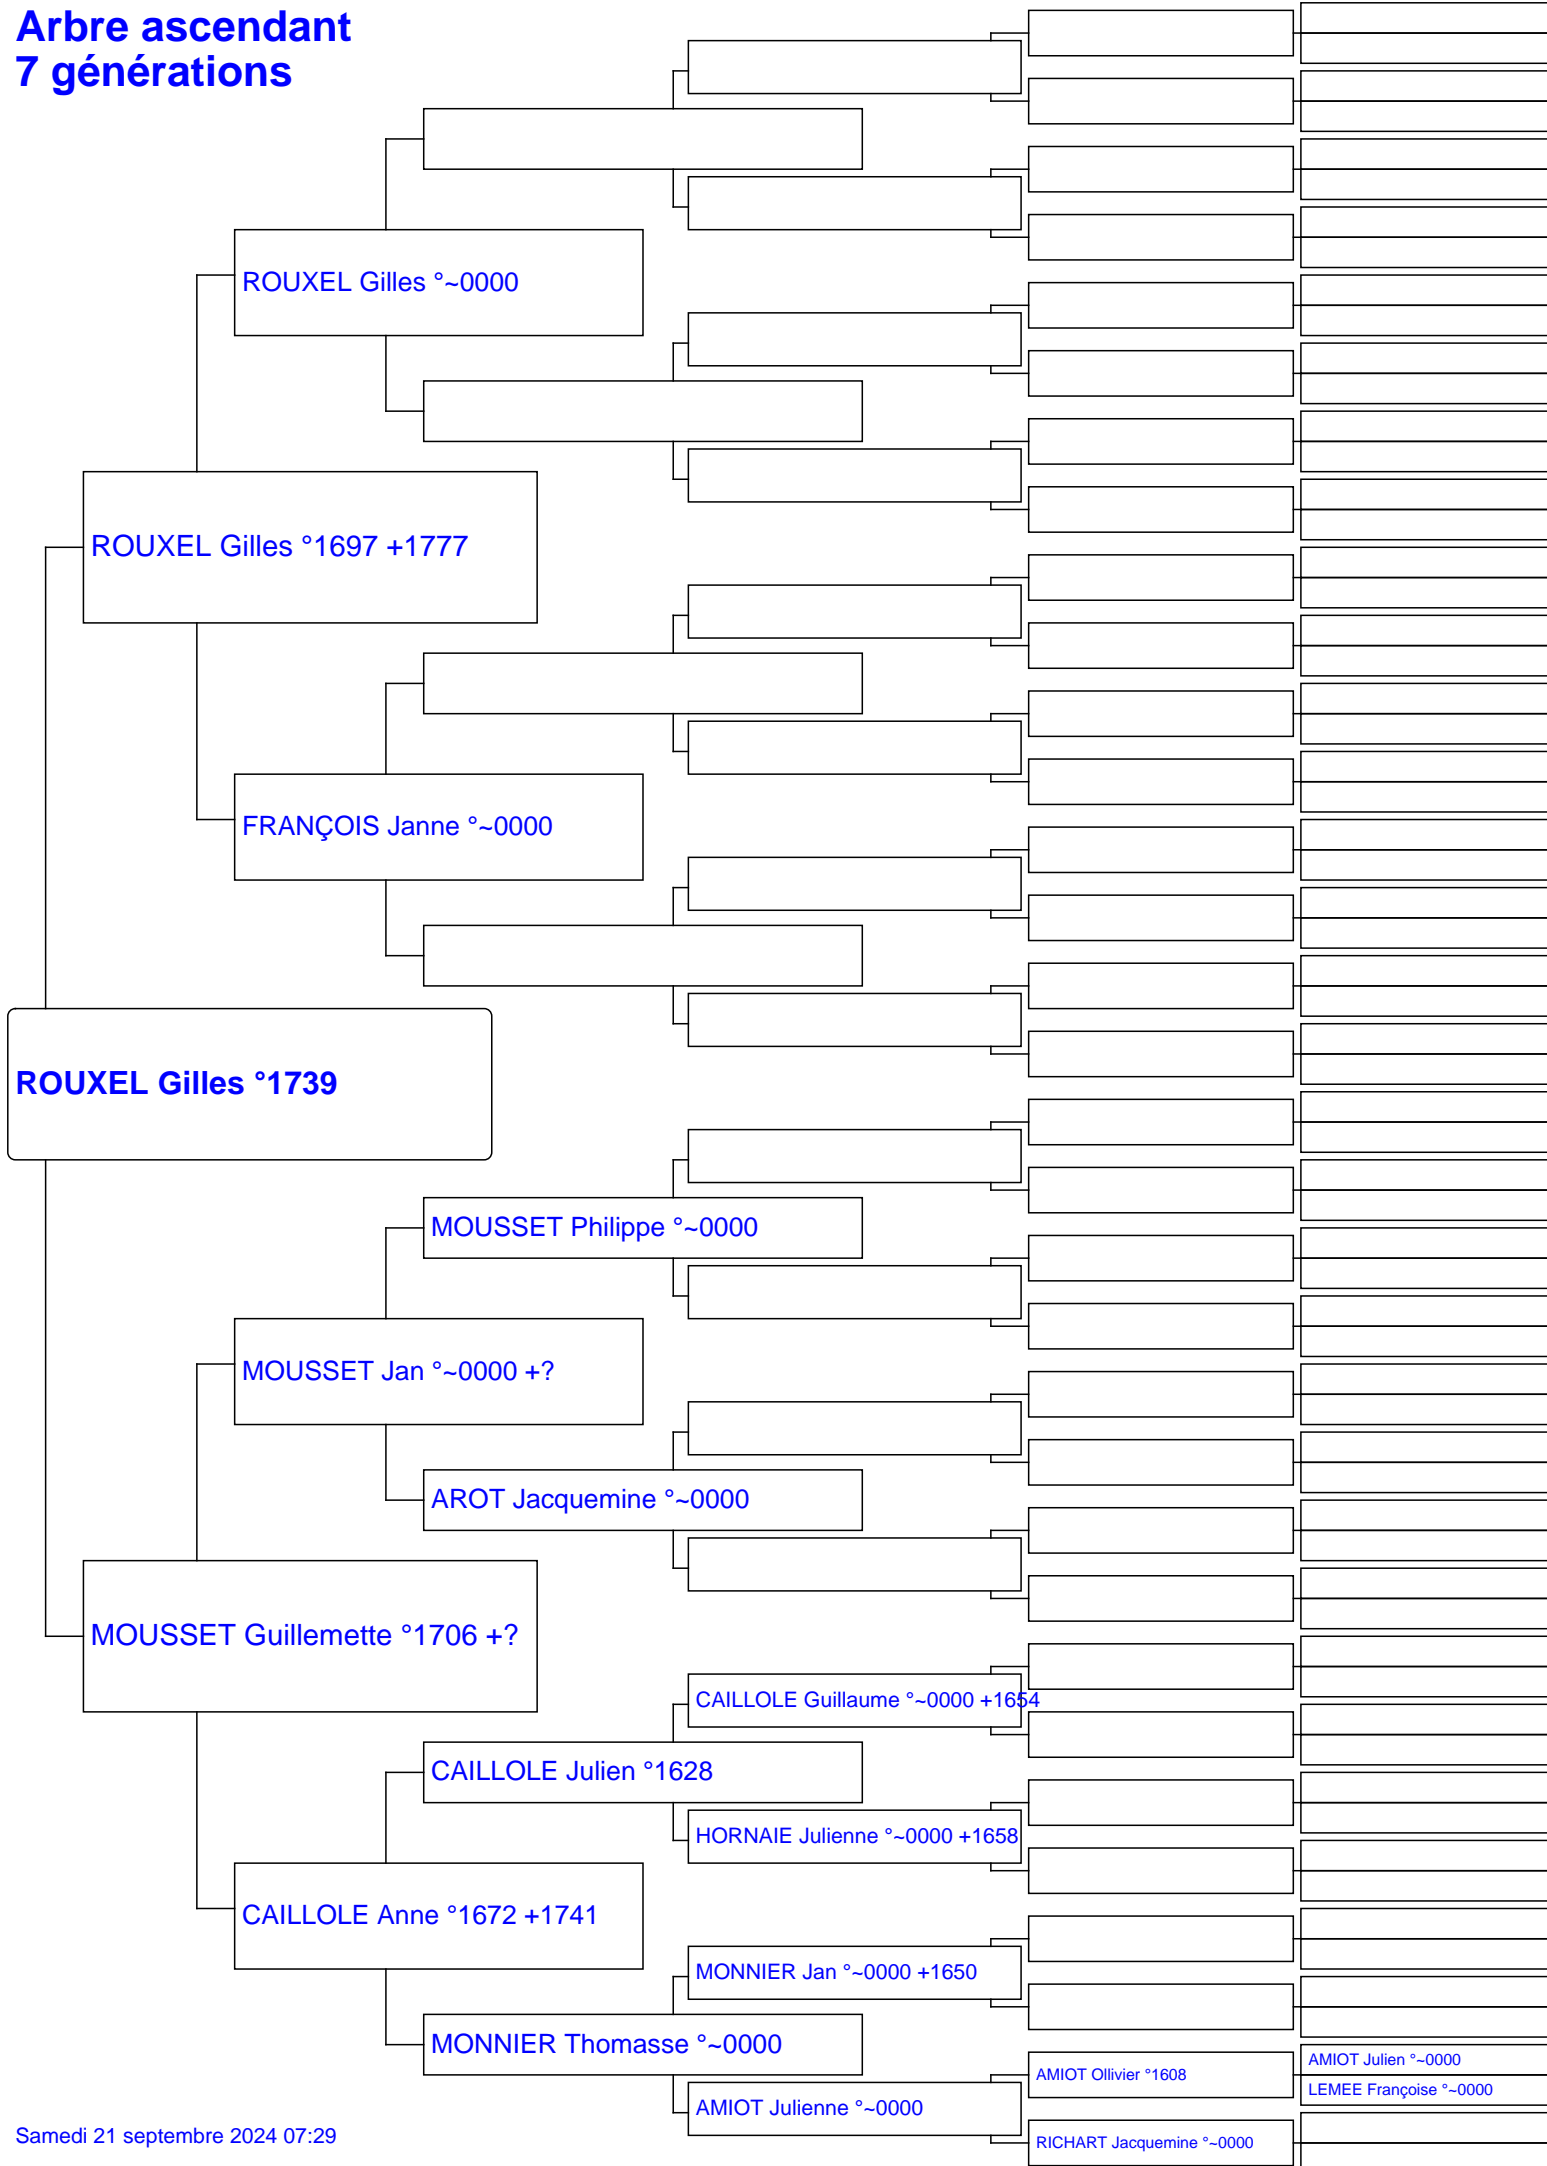 Arbre ascendant
7 générations
ROUXEL Gilles °~0000
ROUXEL Gilles °1697 +1777
FRANÇOIS Janne °~0000
ROUXEL Gilles °1739
MOUSSET Philippe °~0000
MOUSSET Jan °~0000 +?
AROT Jacquemine °~0000
MOUSSET Guillemette °1706 +?
CAILLOLE Guillaume °~0000 +1654
CAILLOLE Julien °1628
HORNAIE Julienne °~0000 +1658
CAILLOLE Anne °1672 +1741
MONNIER Jan °~0000 +1650
MONNIER Thomasse °~0000
AMIOT Julien °~0000
AMIOT Ollivier °1608
LEMEE Françoise °~0000
AMIOT Julienne °~0000
RICHART Jacquemine °~0000
Samedi 21 septembre 2024 07:29